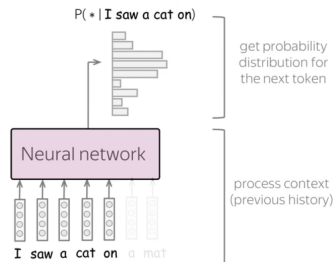 P( * | I saw a cat on)
get probability
distribution for
the next token
Neural network
process context
(previous history)
I saw a cat on a mat